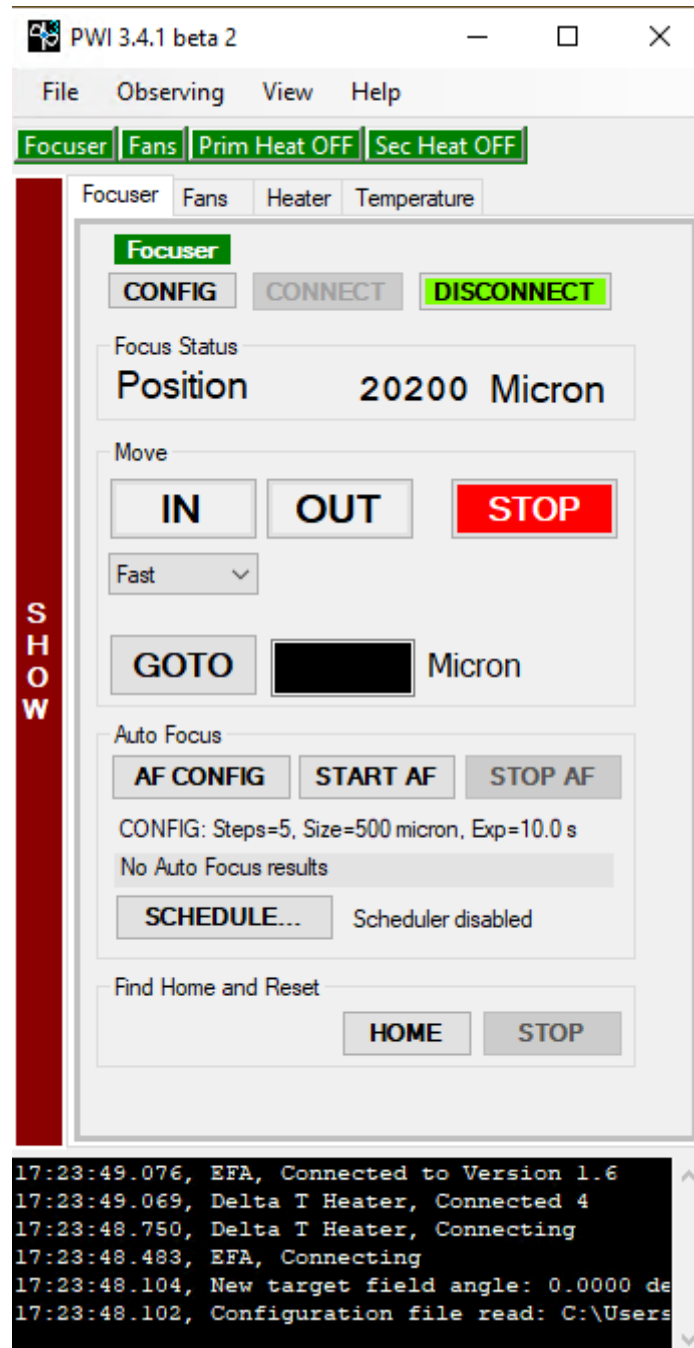 PWI 3.4.1 beta 2
File Observing View Help
Focuser Fans Prim Heat OFF Sec Heat OFF
Focuser Fans Heater Temperature
SHOW
Focuser
CONFIG CONNECT DISCONNECT
Focus Status
Position 20200 Micron
Move
IN OUT STOP
Fast
GOTO Micron
Auto Focus
AF CONFIG START AF STOP AF
CONFIG: Steps=5, Size=500 micron, Exp=10.0 s
No Auto Focus results
SCHEDULE... Scheduler disabled
Find Home and Reset
HOME STOP
17:23:49.076, EFA, Connected to Version 1.6
17:23:49.069, Delta T Heater, Connected 4
17:23:48.750, Delta T Heater, Connecting
17:23:48.483, EFA, Connecting
17:23:48.104, New target field angle: 0.0000 de
17:23:48.102, Configuration file read: C:\Users